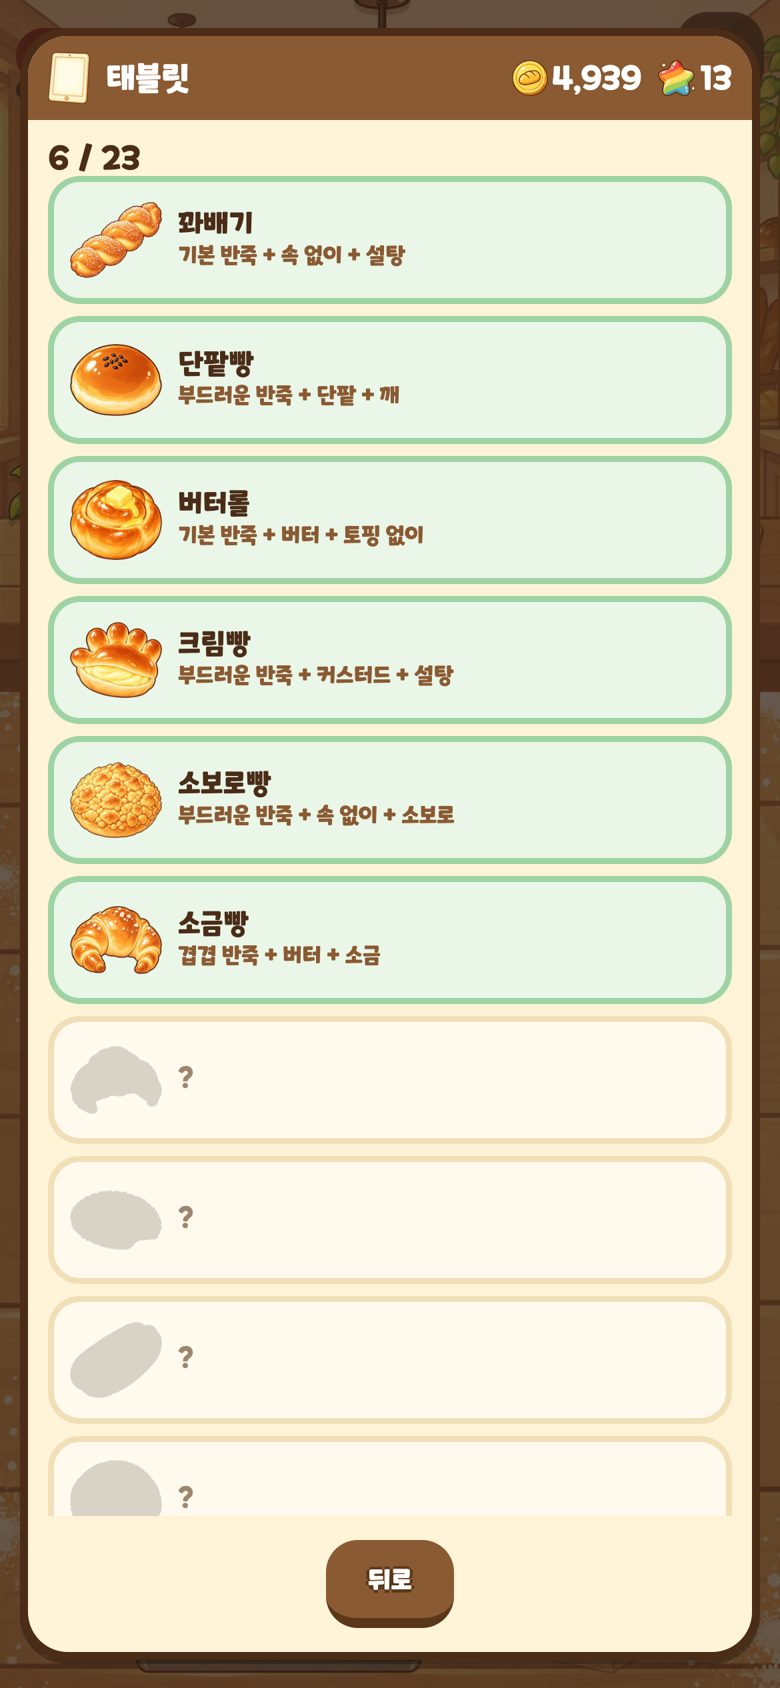 태블릿 4,939 13
6 / 23
꽈배기
기본 반죽 + 속 없이 + 설탕
단팥빵
부드러운 반죽 + 단팥 + 깨
버터롤
기본 반죽 + 버터 + 토핑 없이
크림빵
부드러운 반죽 + 커스터드 + 설탕
소보로빵
부드러운 반죽 + 속 없이 + 소보로
소금빵
겹겹 반죽 + 버터 + 소금
?
?
?
?
뒤로